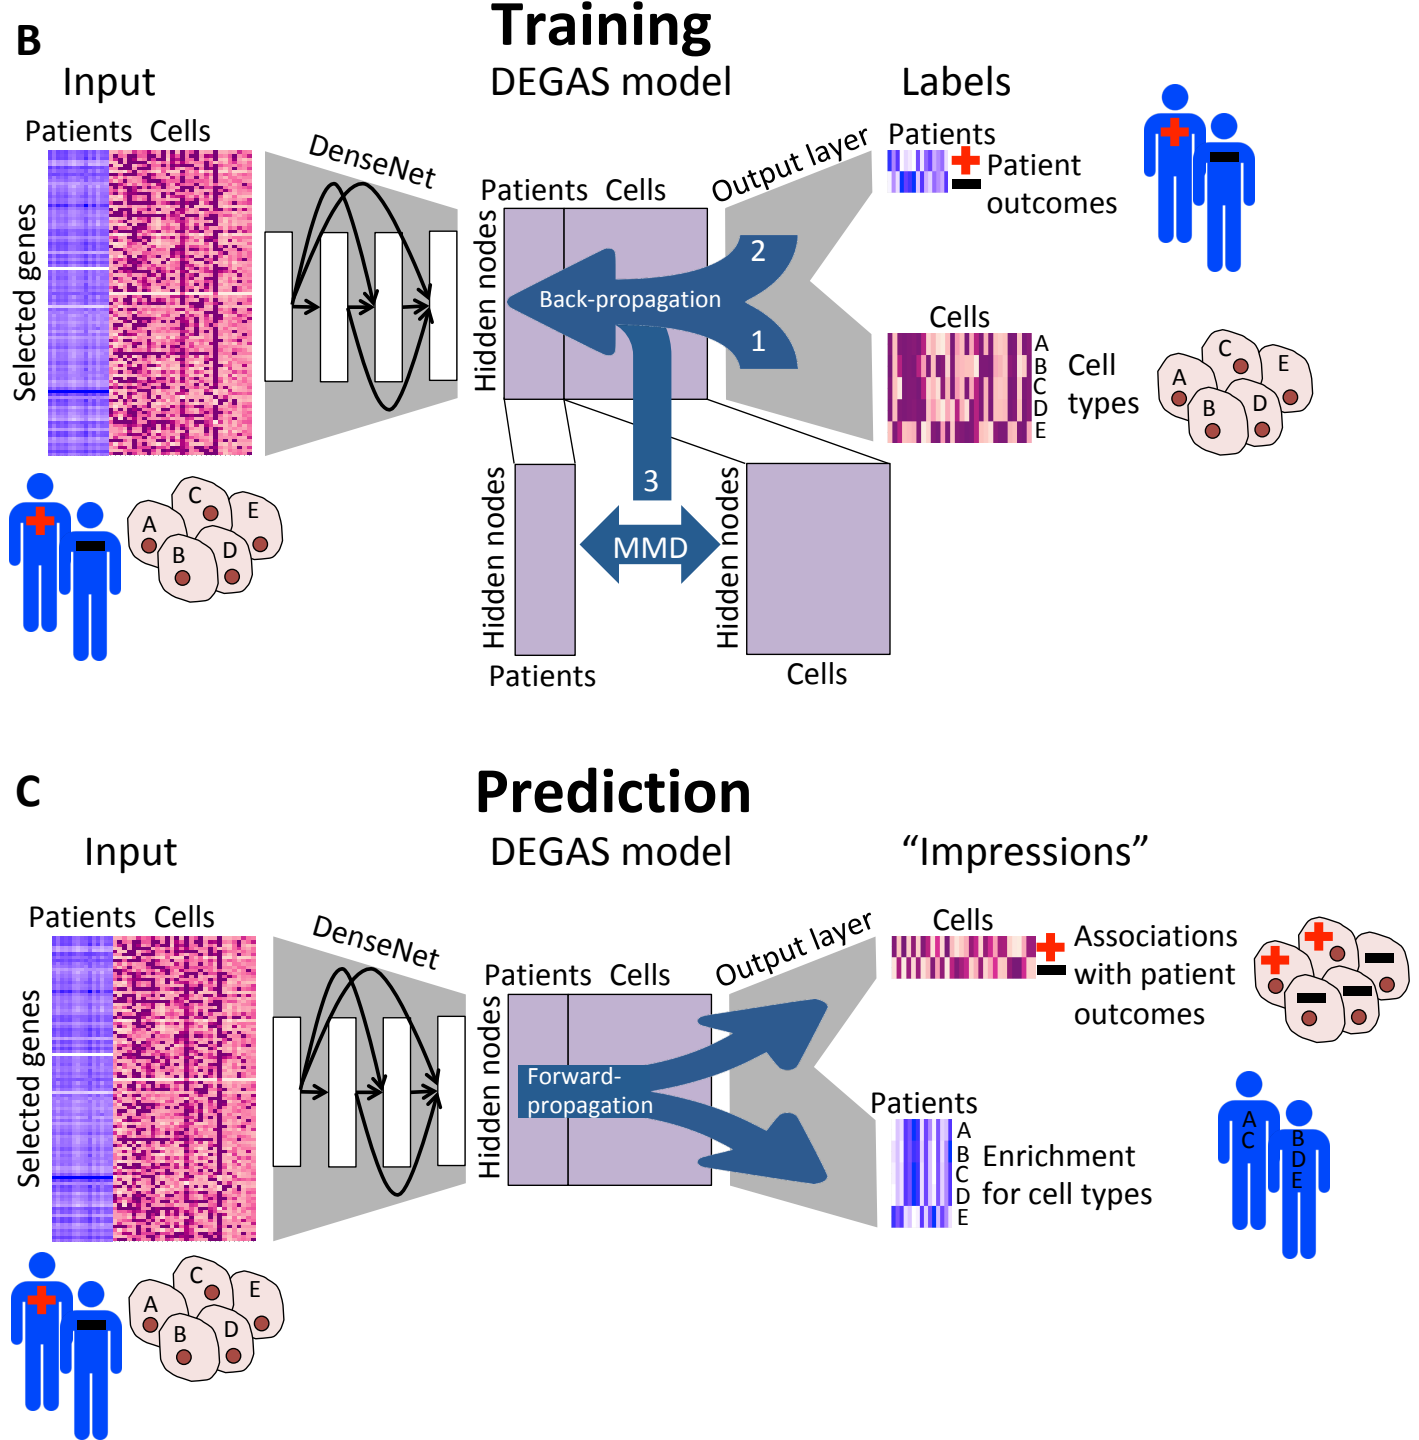 B
Training
Input
DEGAS model
Labels
Patients Cells
Selected genes
DenseNet
Patients Cells
Hidden nodes
Output layer
2
Back-propagation
1
3
MMD
Hidden nodes
Patients
Hidden nodes
Cells
Patients
Patient
outcomes
Cells
A
B
C
D
E
Cell
types
A
C
E
B
D
A
C
E
B
D
C
Prediction
Input
DEGAS model
“Impressions”
Patients Cells
Selected genes
DenseNet
Patients Cells
Hidden nodes
Output layer
Forward-
propagation
Cells
Associations
with patient
outcomes
Patients
A
B
C
D
E
Enrichment
for cell types
A
C
B
D
E
A
C
E
B
D